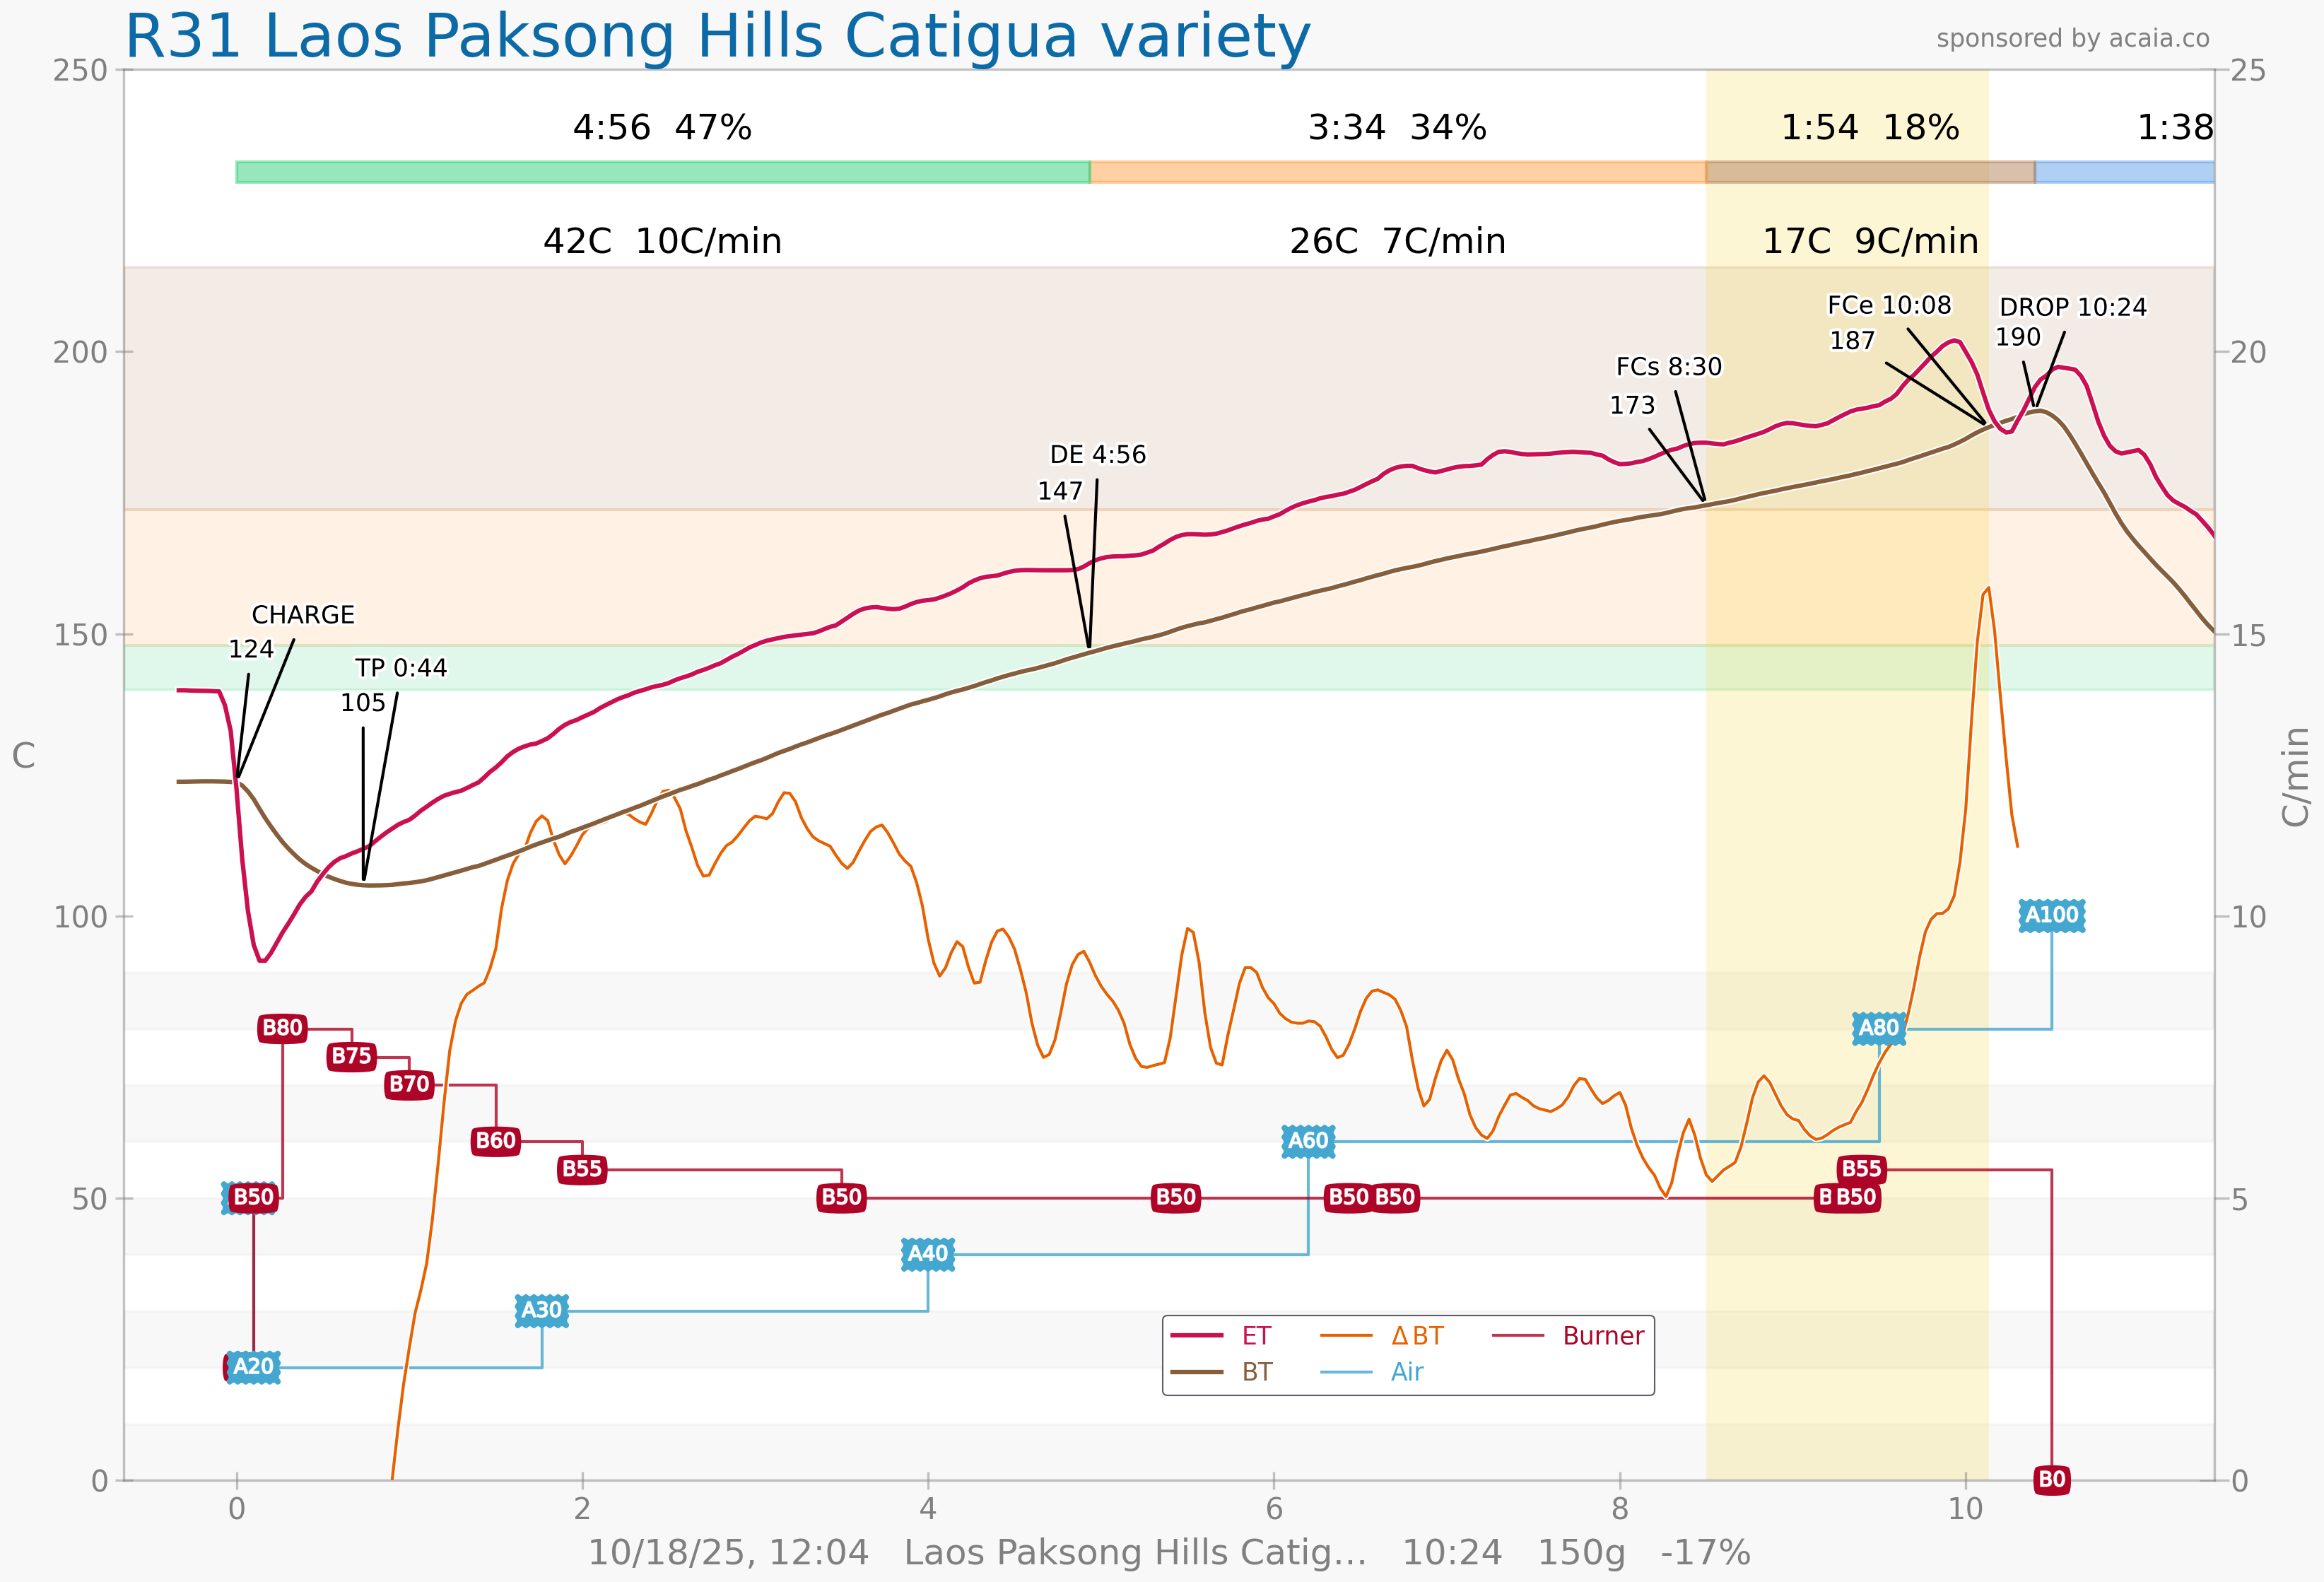 R31 Laos Paksong Hills Catigua variety
sponsored by acaia.co
250
25
4:56 47%
3:34 34%
1:54 18%
1:38
42C 10C/min
26C 7C/min
17C 9C/min
FCe 10:08
DROP 10:24
187
190
200
20
FCs 8:30
173
DE 4:56
147
CHARGE
124
150
15
TP 0:44
105
C
C/min
100
10
A100
B80
A80
B75
B70
B60
A60
B55
B55
50
B50
B50
B50
B50
B50
B
B50
5
A40
A30
A20
ET
ΔBT
Burner
BT
Air
0
B0
0
0
2
4
6
8
10
10/18/25, 12:04 Laos Paksong Hills Catig... 10:24 150g -17%